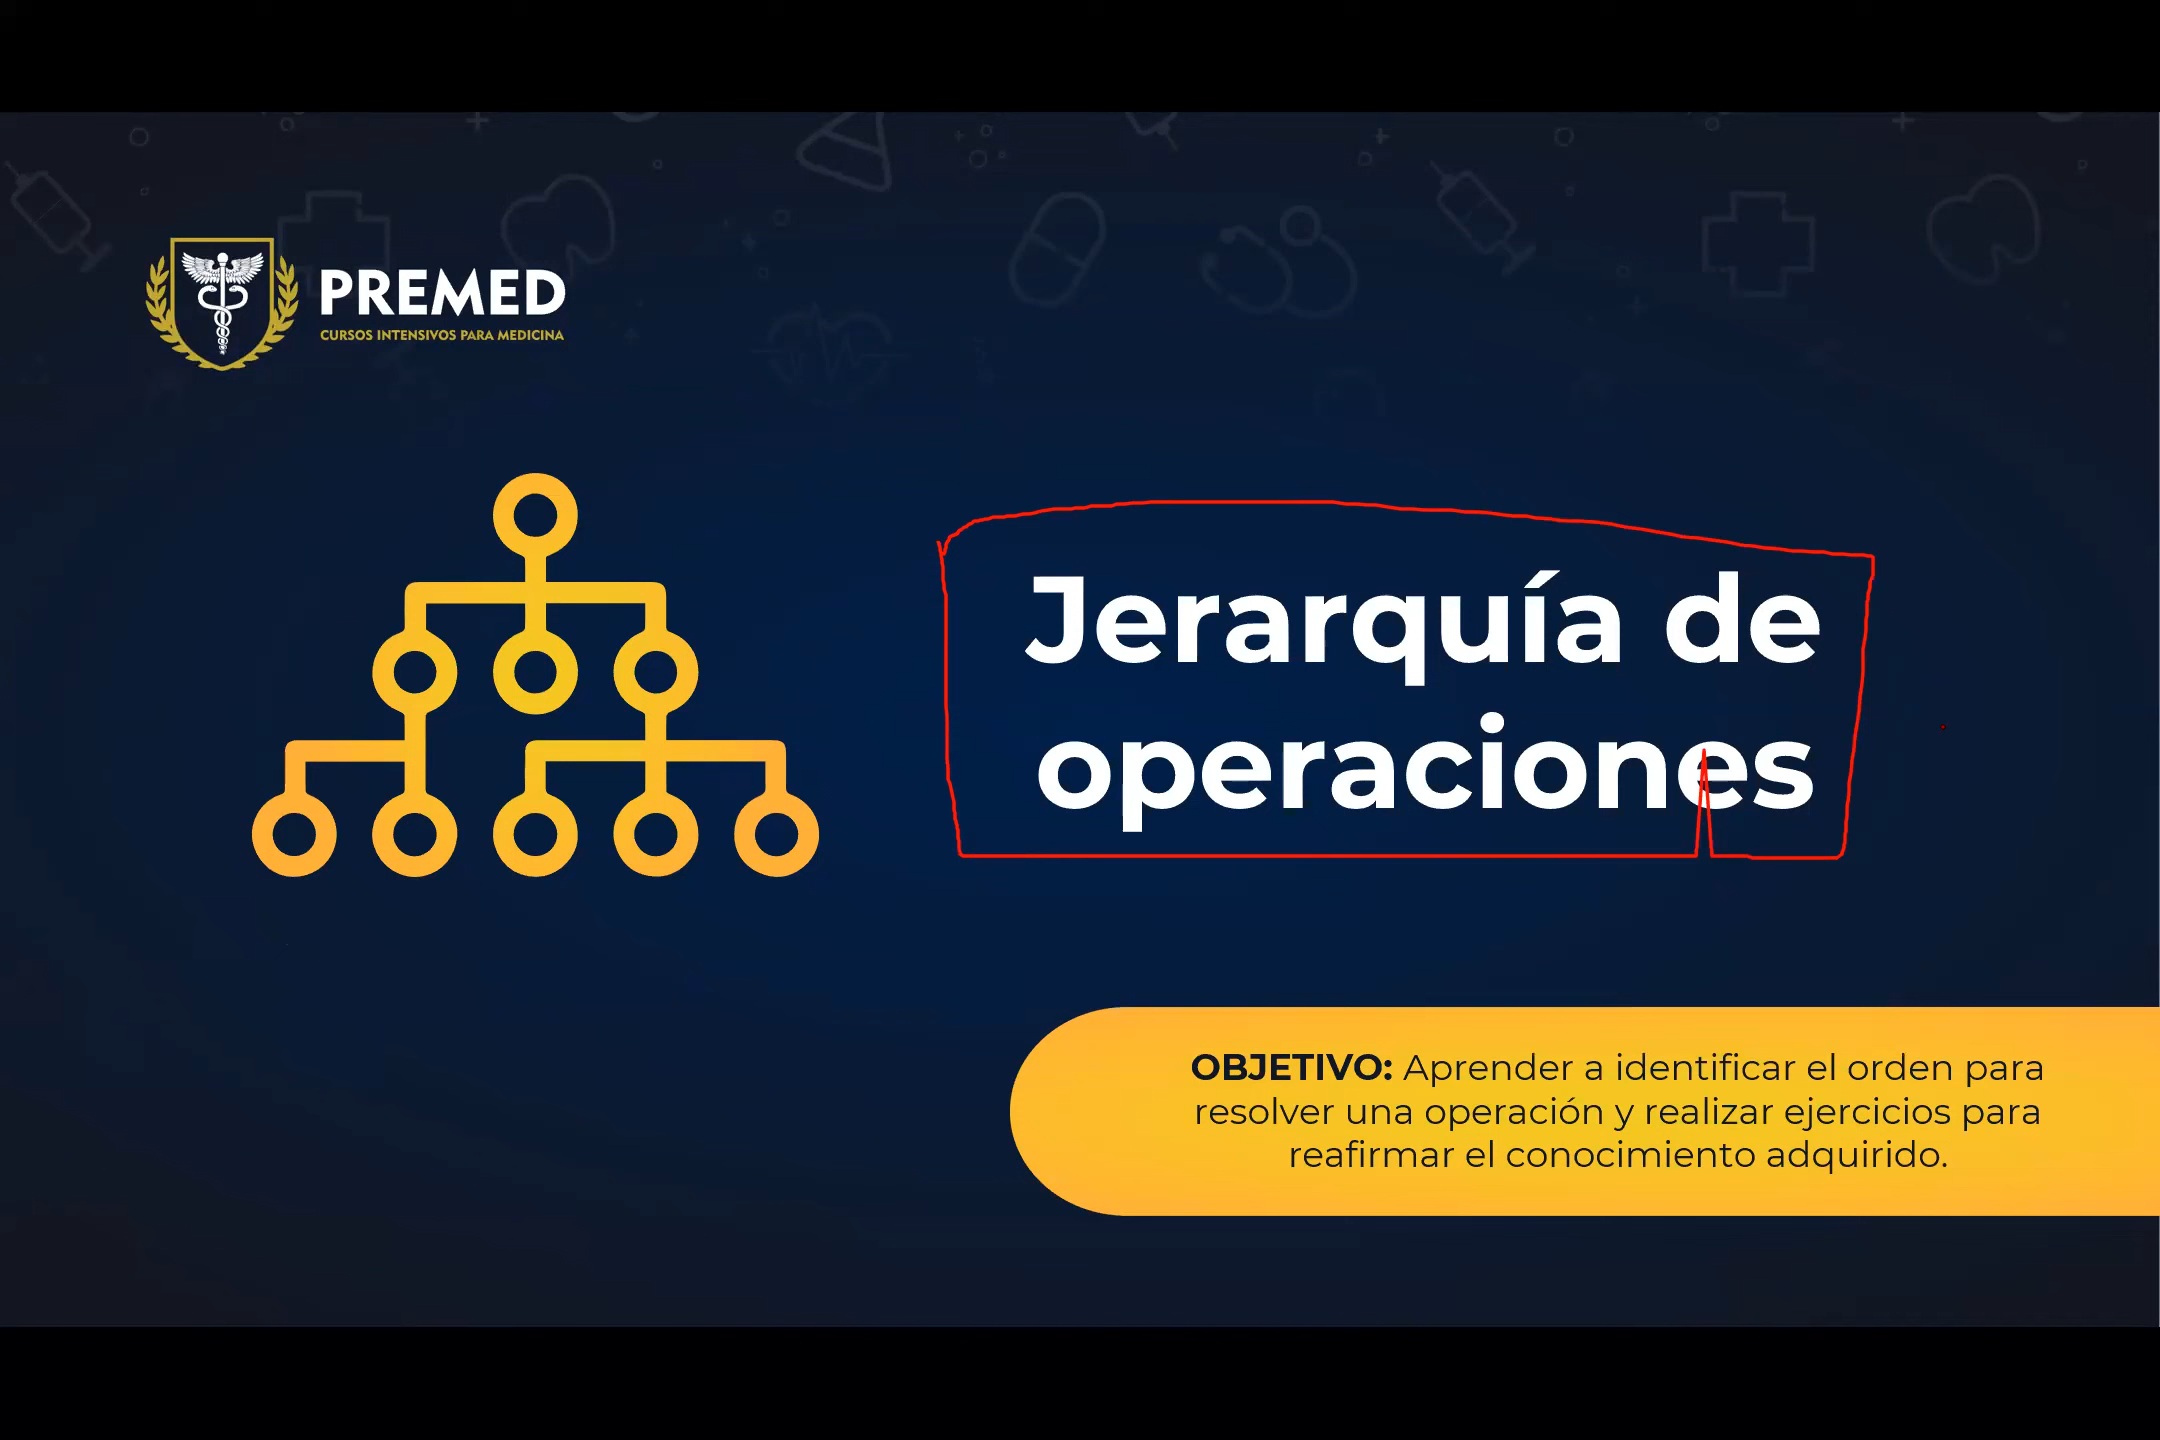 PREMED
CURSOS INTENSIVOS PARA MEDICINA
Jerarquía de
operaciones
OBJETIVO: Aprender a identificar el orden para
resolver una operación y realizar ejercicios para
reafirmar el conocimiento adquirido.